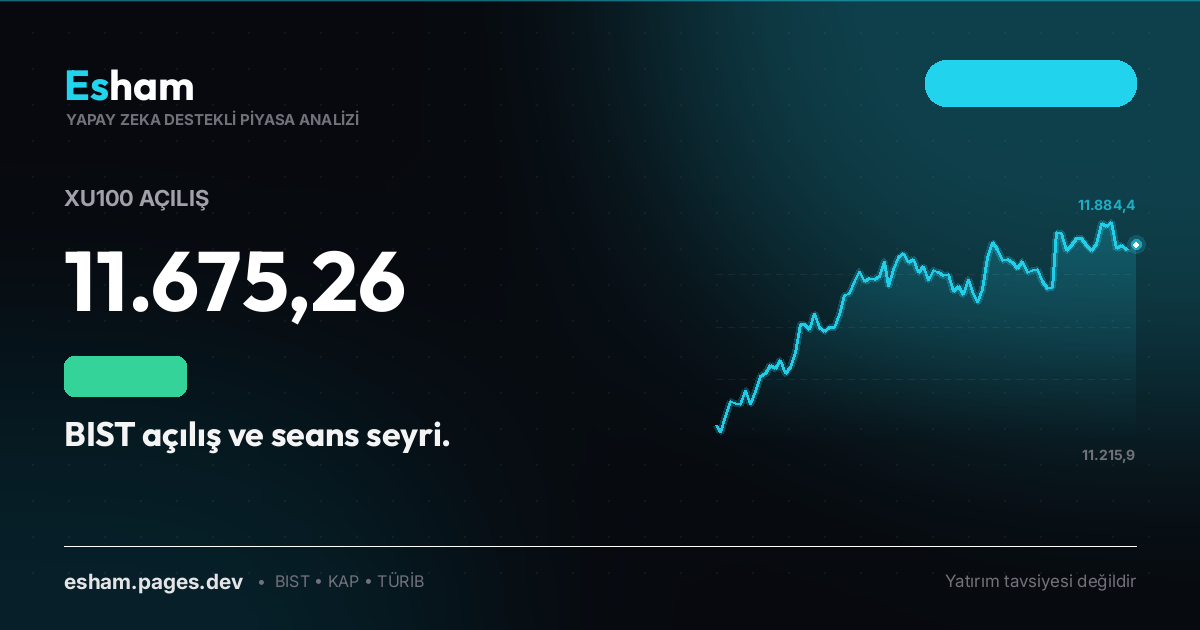 Esham
YAPAY ZEKA DESTEKLİ PİYASA ANALİZİ
XU100 AÇILIŞ
11.675,26
BIST açılış ve seans seyri.
11.884,4
11.215,9
esham.pages.dev • BIST • KAP • TÜRİB
Yatırım tavsiyesi değildir